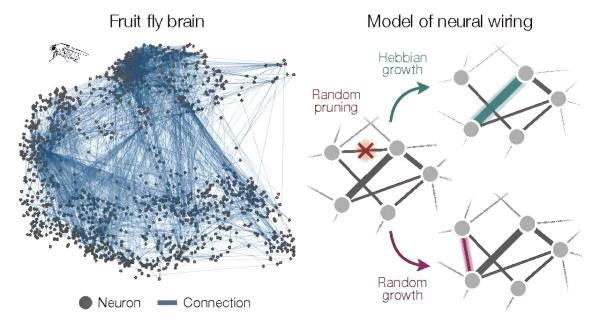 Fruit fly brain
Neuron
Connection
Model of neural wiring
Random
pruning
Hebbian
growth
Random
growth